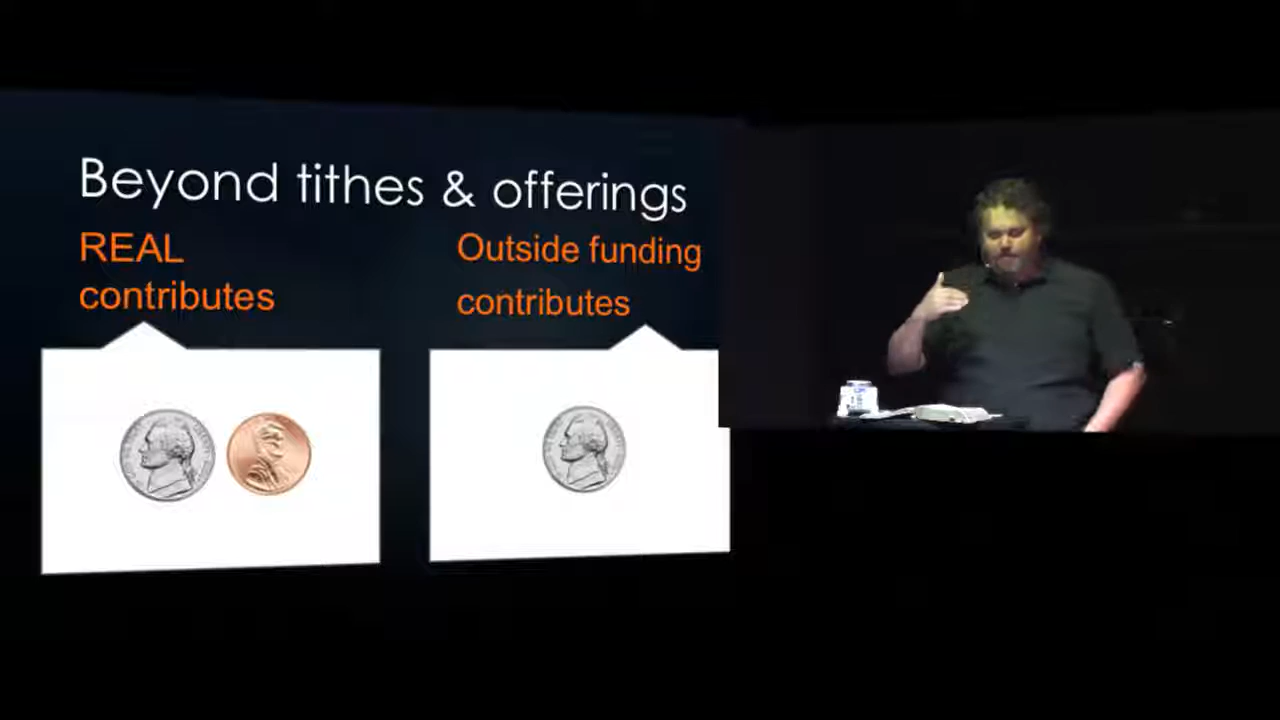 Beyond tithes & offerings
REAL
contributes
Outside funding
contributes